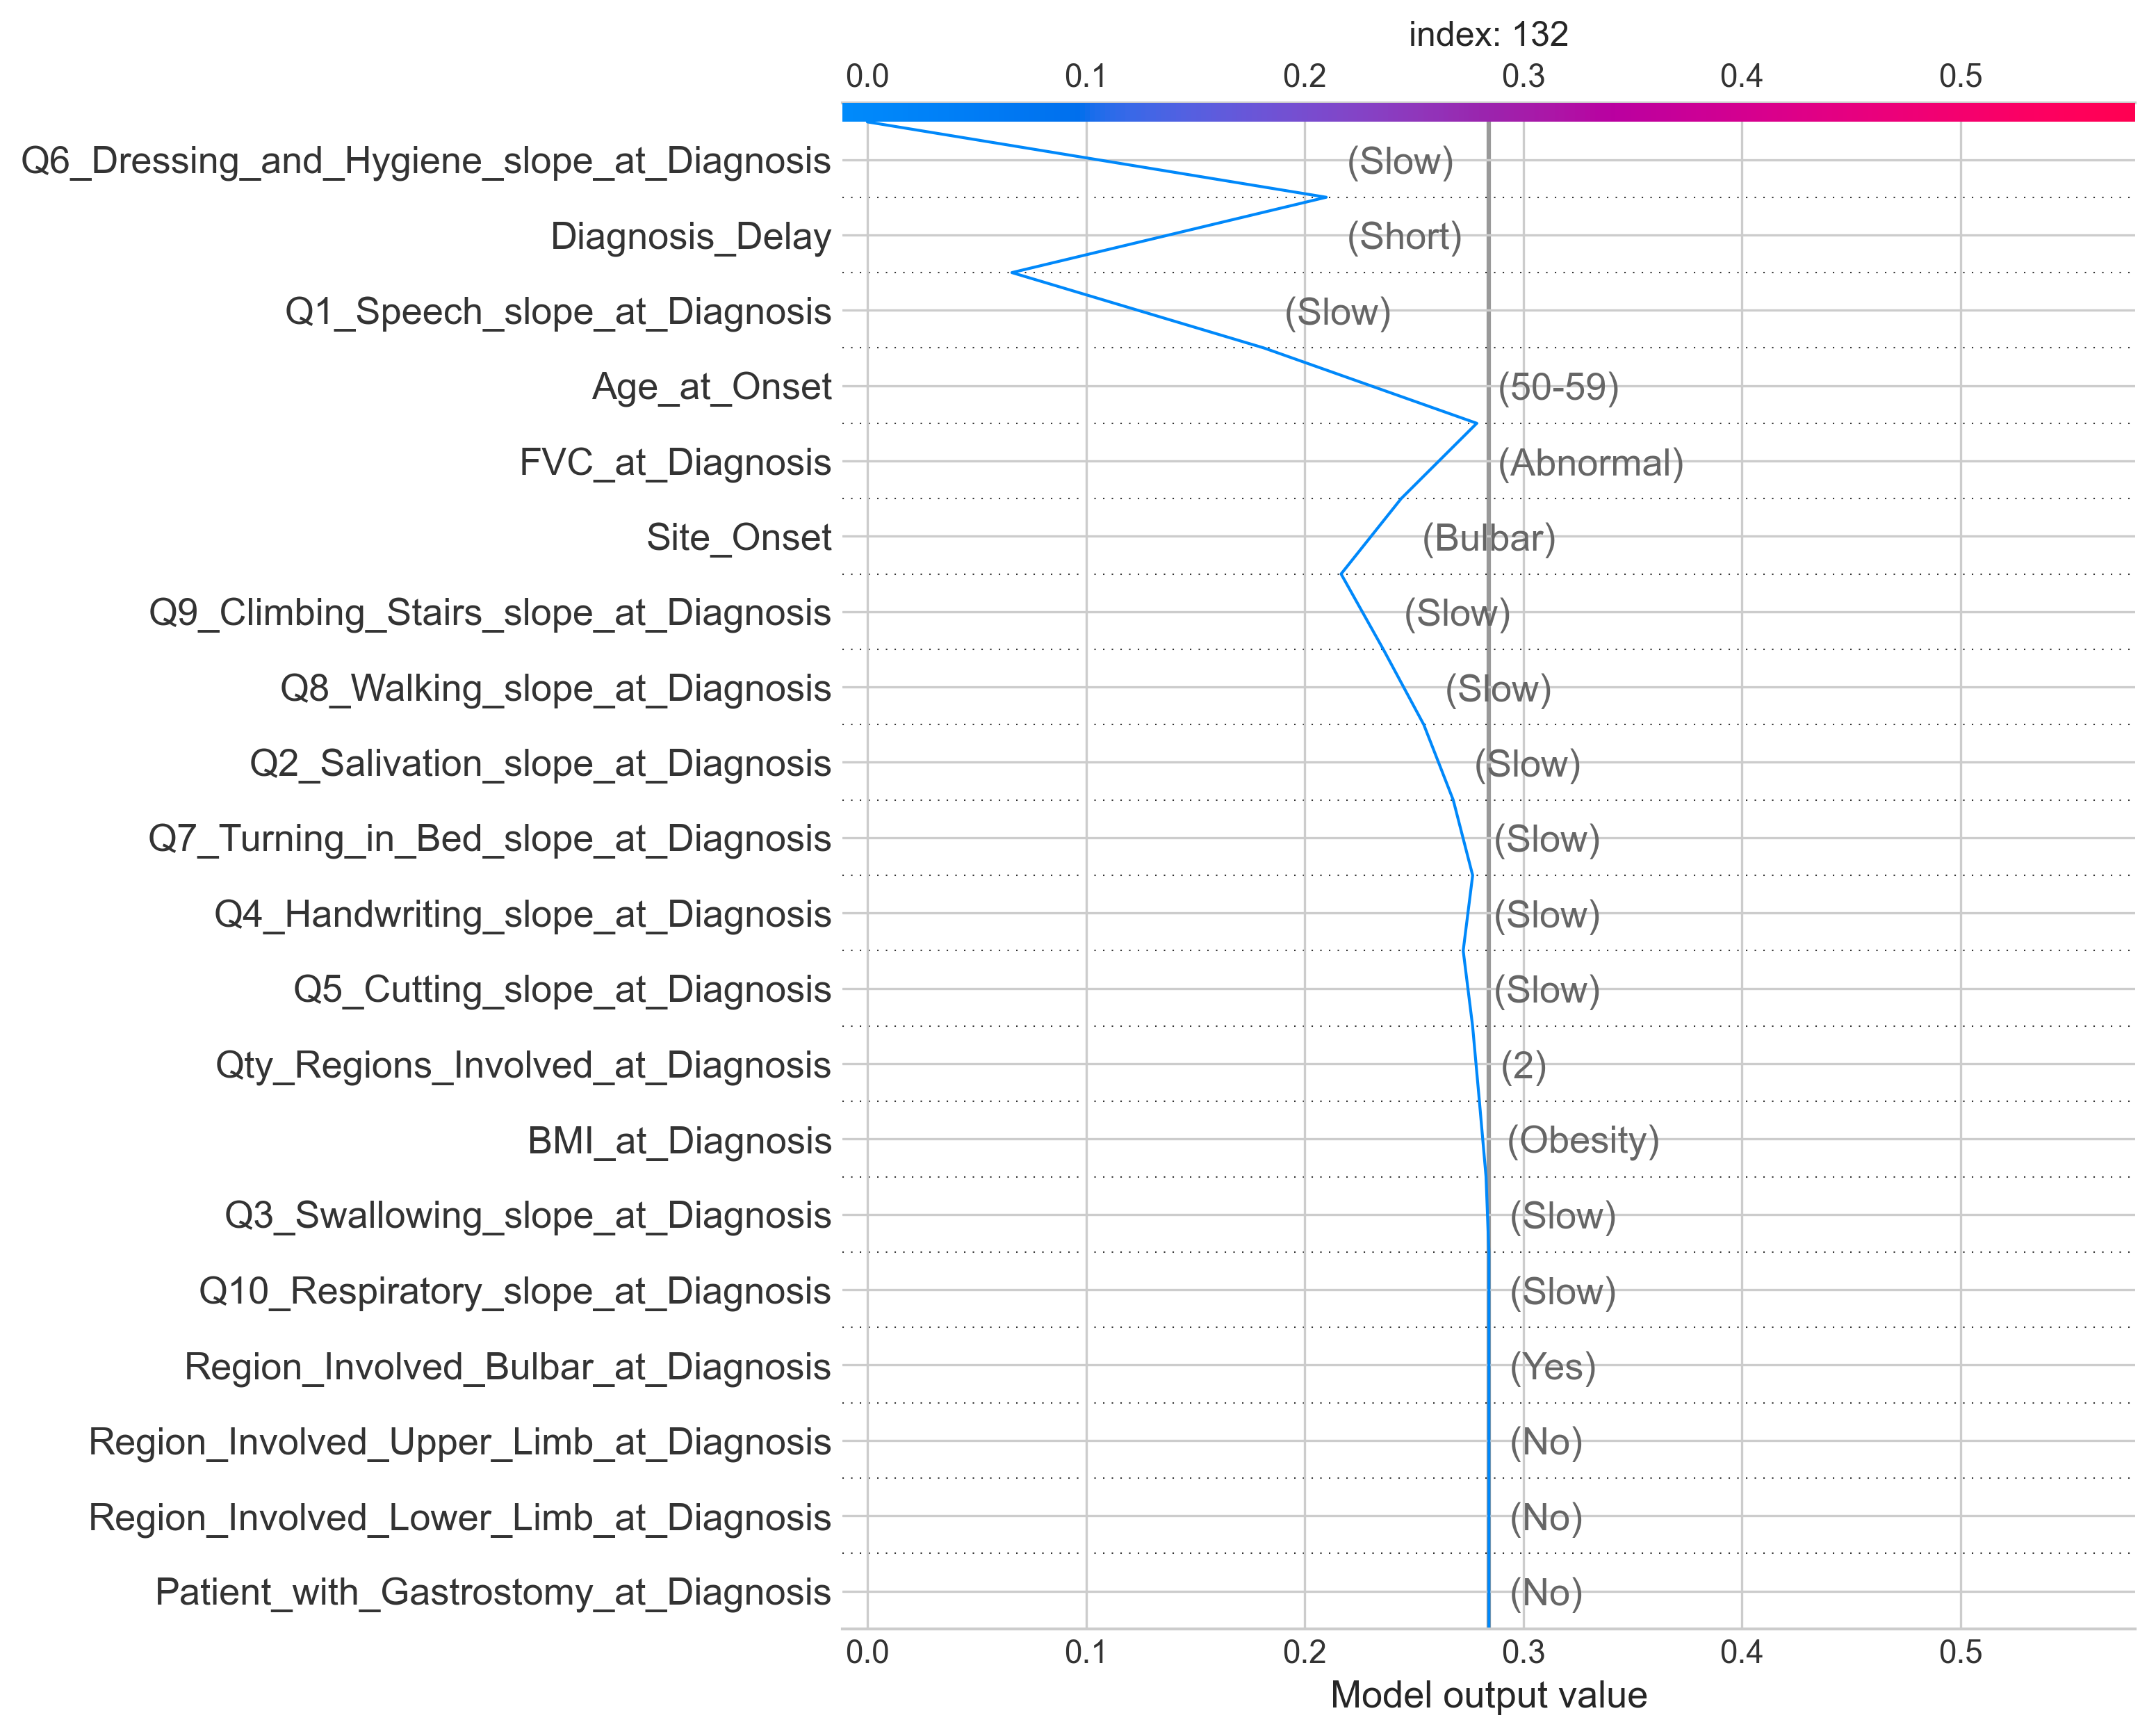 index: 132
0.0 0.1 0.2 0.3 0.4 0.5
Q6_Dressing_and_Hygiene_slope_at_Diagnosis (Slow)
Diagnosis_Delay (Short)
Q1_Speech_slope_at_Diagnosis (Slow)
Age_at_Onset (50-59)
FVC_at_Diagnosis (Abnormal)
Site_Onset (Bulbar)
Q9_Climbing_Stairs_slope_at_Diagnosis (Slow)
Q8_Walking_slope_at_Diagnosis (Slow)
Q2_Salivation_slope_at_Diagnosis (Slow)
Q7_Turning_in_Bed_slope_at_Diagnosis (Slow)
Q4_Handwriting_slope_at_Diagnosis (Slow)
Q5_Cutting_slope_at_Diagnosis (Slow)
Qty_Regions_Involved_at_Diagnosis (2)
BMI_at_Diagnosis (Obesity)
Q3_Swallowing_slope_at_Diagnosis (Slow)
Q10_Respiratory_slope_at_Diagnosis (Slow)
Region_Involved_Bulbar_at_Diagnosis (Yes)
Region_Involved_Upper_Limb_at_Diagnosis (No)
Region_Involved_Lower_Limb_at_Diagnosis (No)
Patient_with_Gastrostomy_at_Diagnosis (No)
0.0 0.1 0.2 0.3 0.4 0.5
Model output value